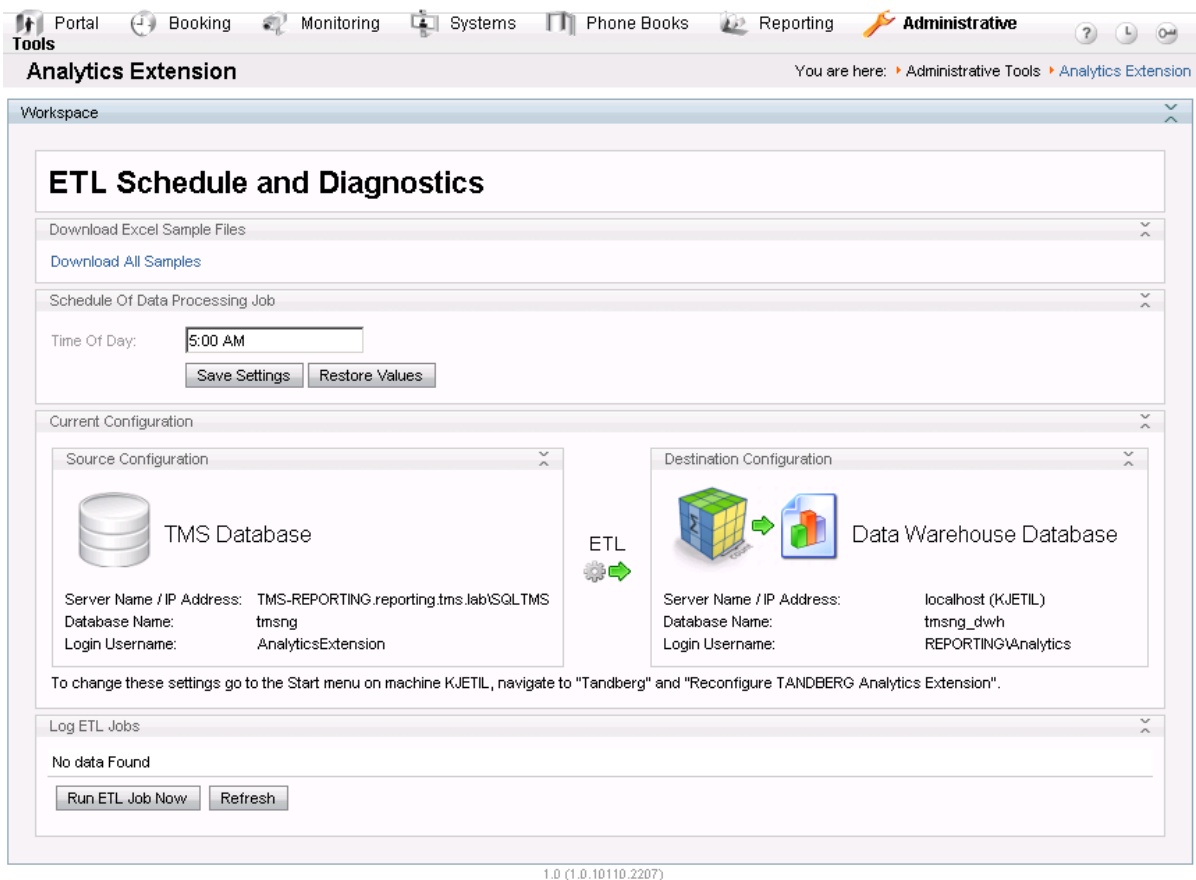 Portal Booking Monitoring Systems Phone Books Reporting Administrative
Tools
?
Analytics Extension
You are here: Administrative Tools Analytics Extension
Workspace
ETL Schedule and Diagnostics
Download Excel Sample Files
Download All Samples
Schedule Of Data Processing Job
Time Of Day: 5:00 AM
Save Settings Restore Values
Current Configuration
Source Configuration
TMS Database
Server Name / IP Address: TMS-REPORTING.reporting.tms.lab\SQLTMS
Database Name: tmsng
Login Username: AnalyticsExtension
ETL
Destination Configuration
Σ
count
Data Warehouse Database
Server Name / IP Address: localhost (KJETIL)
Database Name: tmsng_dwh
Login Username: REPORTING\Analytics
To change these settings go to the Start menu on machine KJETIL, navigate to "Tandberg" and "Reconfigure TANDBERG Analytics Extension".
Log ETL Jobs
No data Found
Run ETL Job Now Refresh
1.0 (1.0.10110.2207)